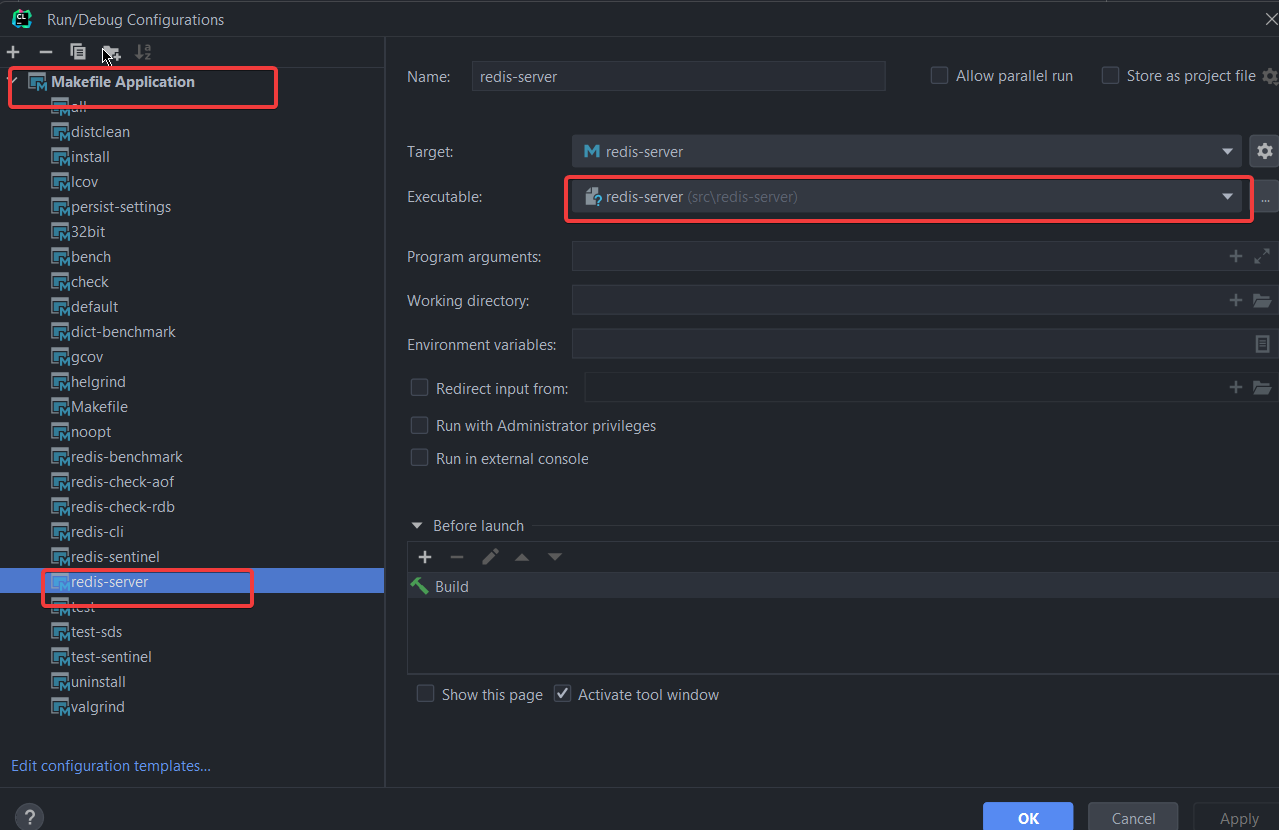 Run/Debug Configurations
Makefile Application
all
distclean
install
lcov
persist-settings
32bit
bench
check
default
dict-benchmark
gcov
helgrind
Makefile
noopt
redis-benchmark
redis-check-aof
redis-check-rdb
redis-cli
redis-sentinel
redis-server
test
test-sds
test-sentinel
uninstall
valgrind
Edit configuration templates...
?
Name: redis-server Allow parallel run Store as project file
Target: redis-server
Executable: redis-server (src\redis-server) ...
Program arguments:
Working directory:
Environment variables:
Redirect input from:
Run with Administrator privileges
Run in external console
Before launch
Build
Show this page Activate tool window
OK Cancel Apply